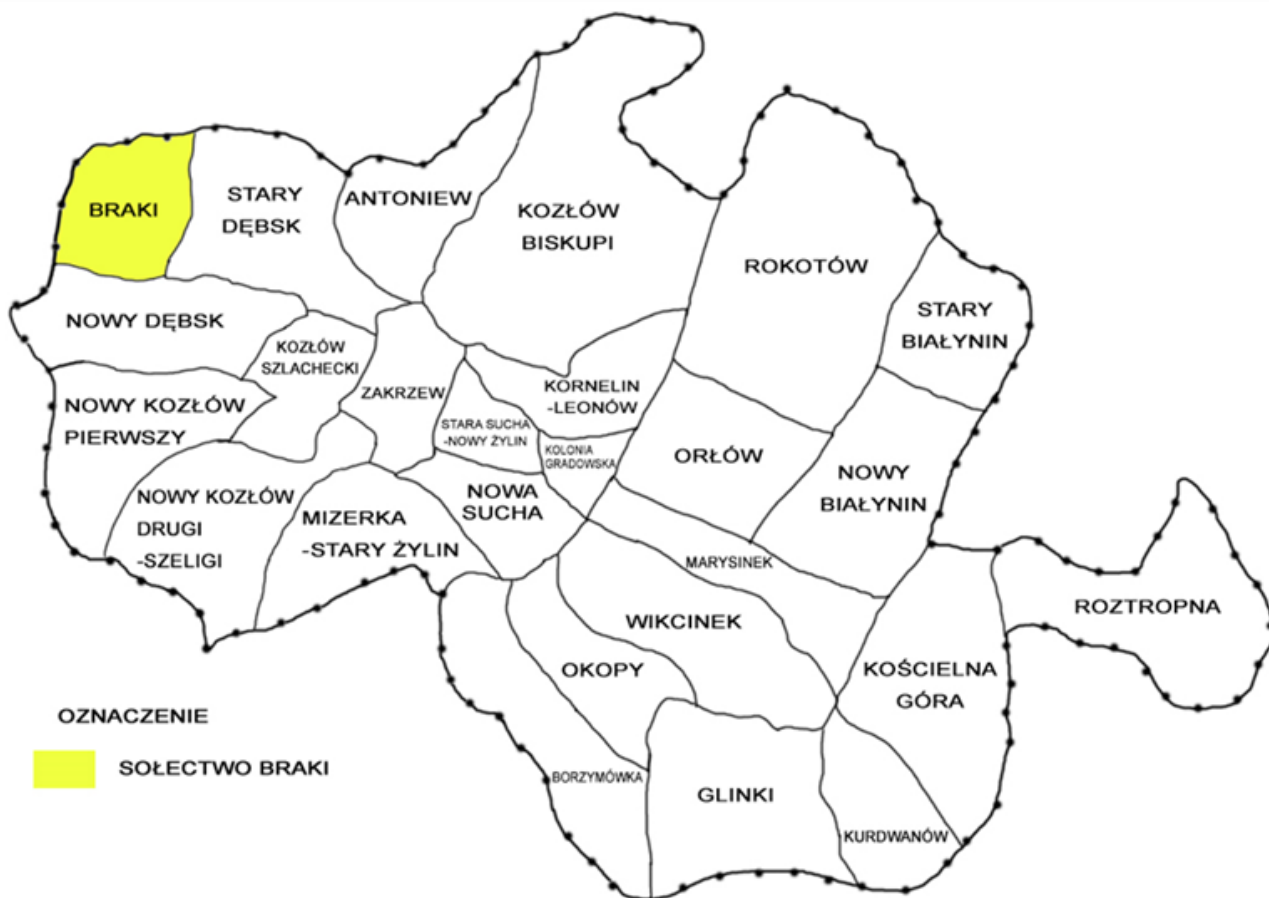 BRAKI
STARY
DĘBSK
ANTONIEW
KOZŁÓW
BISKUPI
ROKOTÓW
STARY
BIAŁYNIN
NOWY DĘBSK
KOZŁÓW
SZLACHECKI
ZAKRZEW
KORNELIN
-LEONÓW
NOWY KOZŁÓW
PIERWSZY
STARA SUCHA
-NOWY ŻYLIN
KOLONIA
GRADOWSKA
ORŁÓW
NOWY
BIAŁYNIN
NOWY KOZŁÓW
DRUGI
-SZELIGI
MIZERKA
-STARY ŻYLIN
NOWA
SUCHA
MARYSINEK
WIKCINEK
ROZTROPNA
OKOPY
KOŚCIELNA
GÓRA
BORZYMÓWKA
GLINKI
KURDWANÓW
OZNACZENIE
SOŁECTWO BRAKI